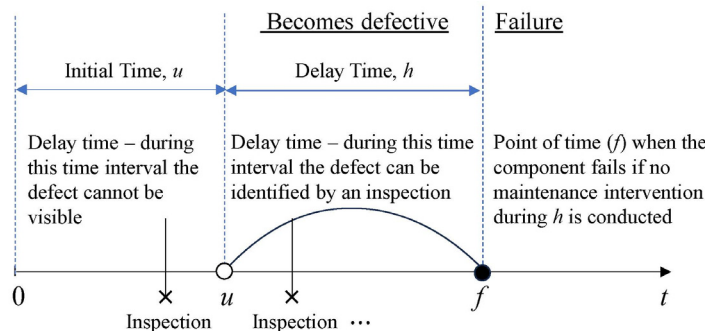 Becomes defective
Failure
Initial Time, u
Delay Time, h
Delay time – during
this time interval the
defect cannot be
visible
Delay time – during this time
interval the defect can be
identified by an inspection
Point of time (f) when the
component fails if no
maintenance intervention
during h is conducted
0
u
f
t
Inspection
Inspection ...